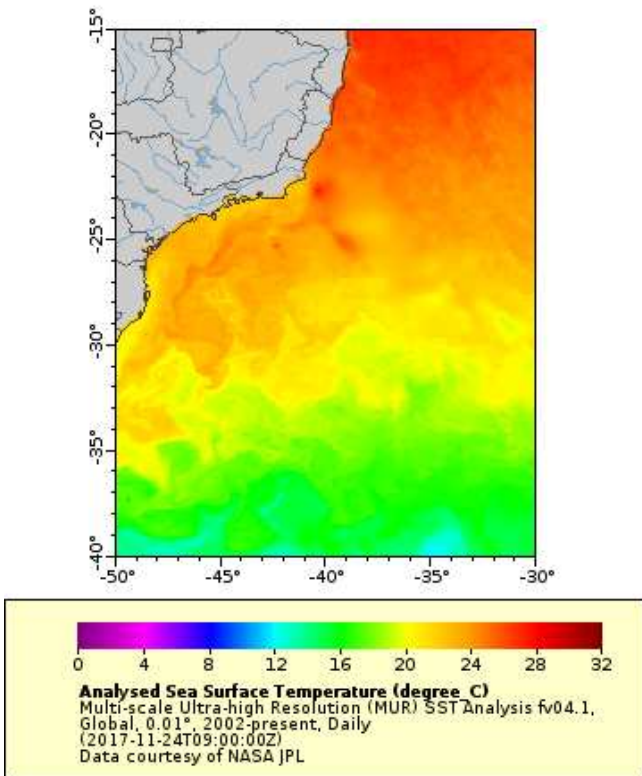 -15°
-20°
-25°
-30°
-35°
-40°
-50° -45° -40° -35° -30°
0 4 8 12 16 20 24 28 32
Analysed Sea Surface Temperature (degree_C)
Multi-scale Ultra-high Resolution (MUR) SST Analysis fv04.1,
Global, 0.01°, 2002-present, Daily
(2017-11-24T09:00:00Z)
Data courtesy of NASA JPL